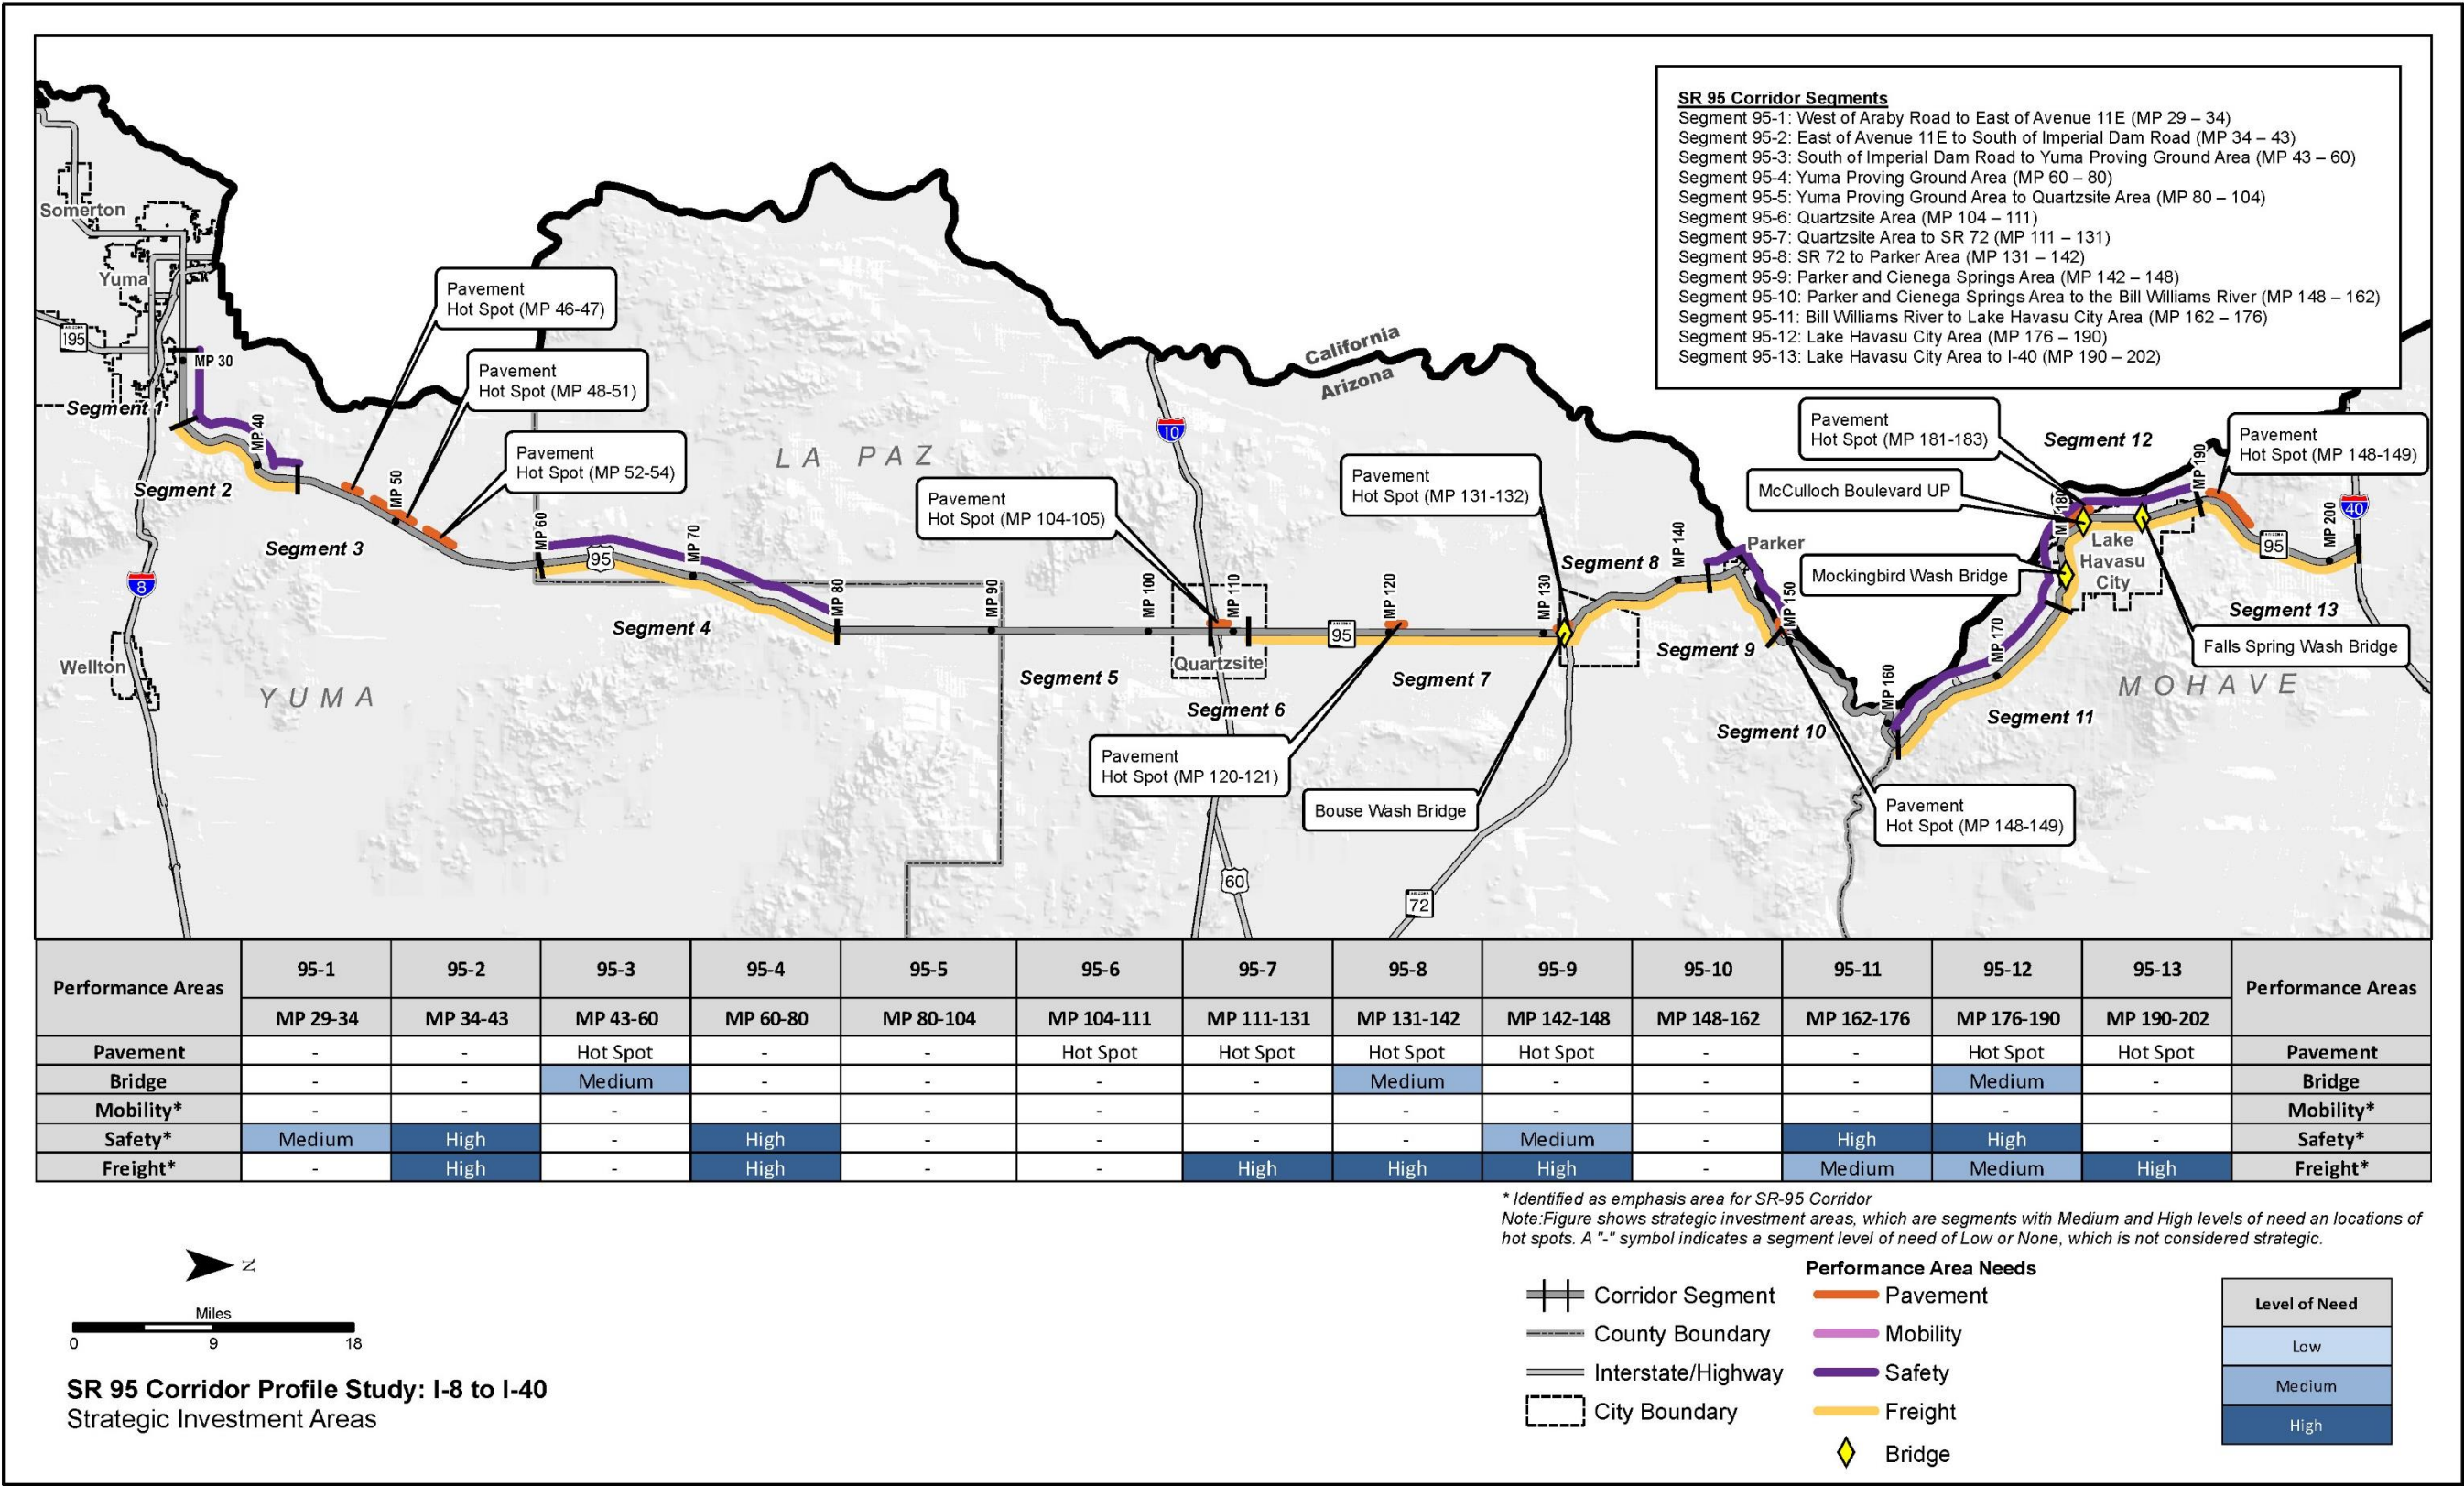 SR 95 Corridor Segments
Segment 95-1: West of Araby Road to East of Avenue 11E (MP 29 – 34)
Segment 95-2: East of Avenue 11E to South of Imperial Dam Road (MP 34 – 43)
Segment 95-3: South of Imperial Dam Road to Yuma Proving Ground Area (MP 43 – 60)
Segment 95-4: Yuma Proving Ground Area (MP 60 – 80)
Segment 95-5: Yuma Proving Ground Area to Quartzsite Area (MP 80 – 104)
Segment 95-6: Quartzsite Area (MP 104 – 111)
Segment 95-7: Quartzsite Area to SR 72 (MP 111 – 131)
Segment 95-8: SR 72 to Parker Area (MP 131 – 142)
Segment 95-9: Parker and Cienega Springs Area (MP 142 – 148)
Segment 95-10: Parker and Cienega Springs Area to the Bill Williams River (MP 148 – 162)
Segment 95-11: Bill Williams River to Lake Havasu City Area (MP 162 – 176)
Segment 95-12: Lake Havasu City Area (MP 176 – 190)
Segment 95-13: Lake Havasu City Area to I-40 (MP 190 – 202)
Somerton
Yuma
195
MP 30
Segment 1
MP 40
Segment 2
8
Wellton
YUMA
Pavement
Hot Spot (MP 46-47)
Pavement
Hot Spot (MP 48-51)
Pavement
Hot Spot (MP 52-54)
MP 50
Segment 3
MP 60
95
MP 70
Segment 4
MP 80
LA PAZ
MP 90
Segment 5
MP 100
Pavement
Hot Spot (MP 104-105)
10
MP 110
Quartzsite
Segment 6
California
Arizona
Pavement
Hot Spot (MP 131-132)
MP 120
95
MP 130
Segment 7
Pavement
Hot Spot (MP 120-121)
Bouse Wash Bridge
60
72
Segment 8
MP 140
Parker
Segment 9
MP 150
Segment 10
MP 160
Pavement
Hot Spot (MP 148-149)
MP 170
Segment 11
Pavement
Hot Spot (MP 181-183)
McCulloch Boulevard UP
Mockingbird Wash Bridge
MP 180
Segment 12
Lake
Havasu
City
MP 190
Pavement
Hot Spot (MP 148-149)
MP 200
40
95
Segment 13
Falls Spring Wash Bridge
MOHAVE
Performance Areas 95-1 95-2 95-3 95-4 95-5 95-6 95-7 95-8 95-9 95-10 95-11 95-12 95-13 Performance Areas
MP 29-34 MP 34-43 MP 43-60 MP 60-80 MP 80-104 MP 104-111 MP 111-131 MP 131-142 MP 142-148 MP 148-162 MP 162-176 MP 176-190 MP 190-202
Pavement - - Hot Spot - - Hot Spot Hot Spot Hot Spot Hot Spot - - Hot Spot Hot Spot Pavement
Bridge - - Medium - - - - Medium - - - Medium - Bridge
Mobility* - - - - - - - - - - - - - Mobility*
Safety* Medium High - High - - - - Medium - High High - Safety*
Freight* - High - High - - High High High - Medium Medium High Freight*
* Identified as emphasis area for SR-95 Corridor
Note:Figure shows strategic investment areas, which are segments with Medium and High levels of need an locations of
hot spots. A "-" symbol indicates a segment level of need of Low or None, which is not considered strategic.
N
Miles
0 9 18
SR 95 Corridor Profile Study: I-8 to I-40
Strategic Investment Areas
Corridor Segment
County Boundary
Interstate/Highway
City Boundary
Performance Area Needs
Pavement
Mobility
Safety
Freight
Bridge
Level of Need
Low
Medium
High